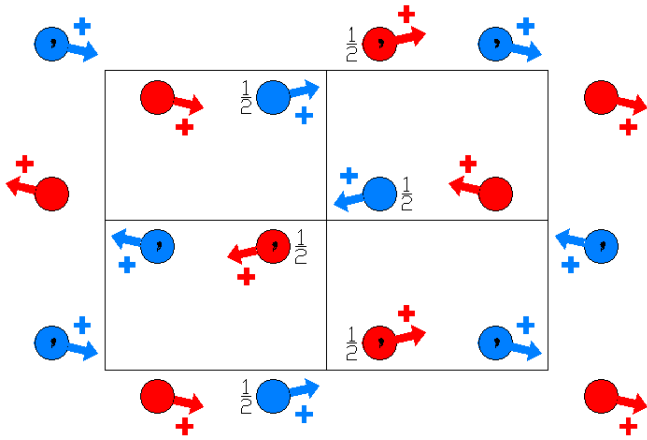 , + 1/2 , + , +
+ 1/2 + +
+ + 1/2 +
+ , + , 1/2 + ,
, + 1/2 , + , +
+ 1/2 + +